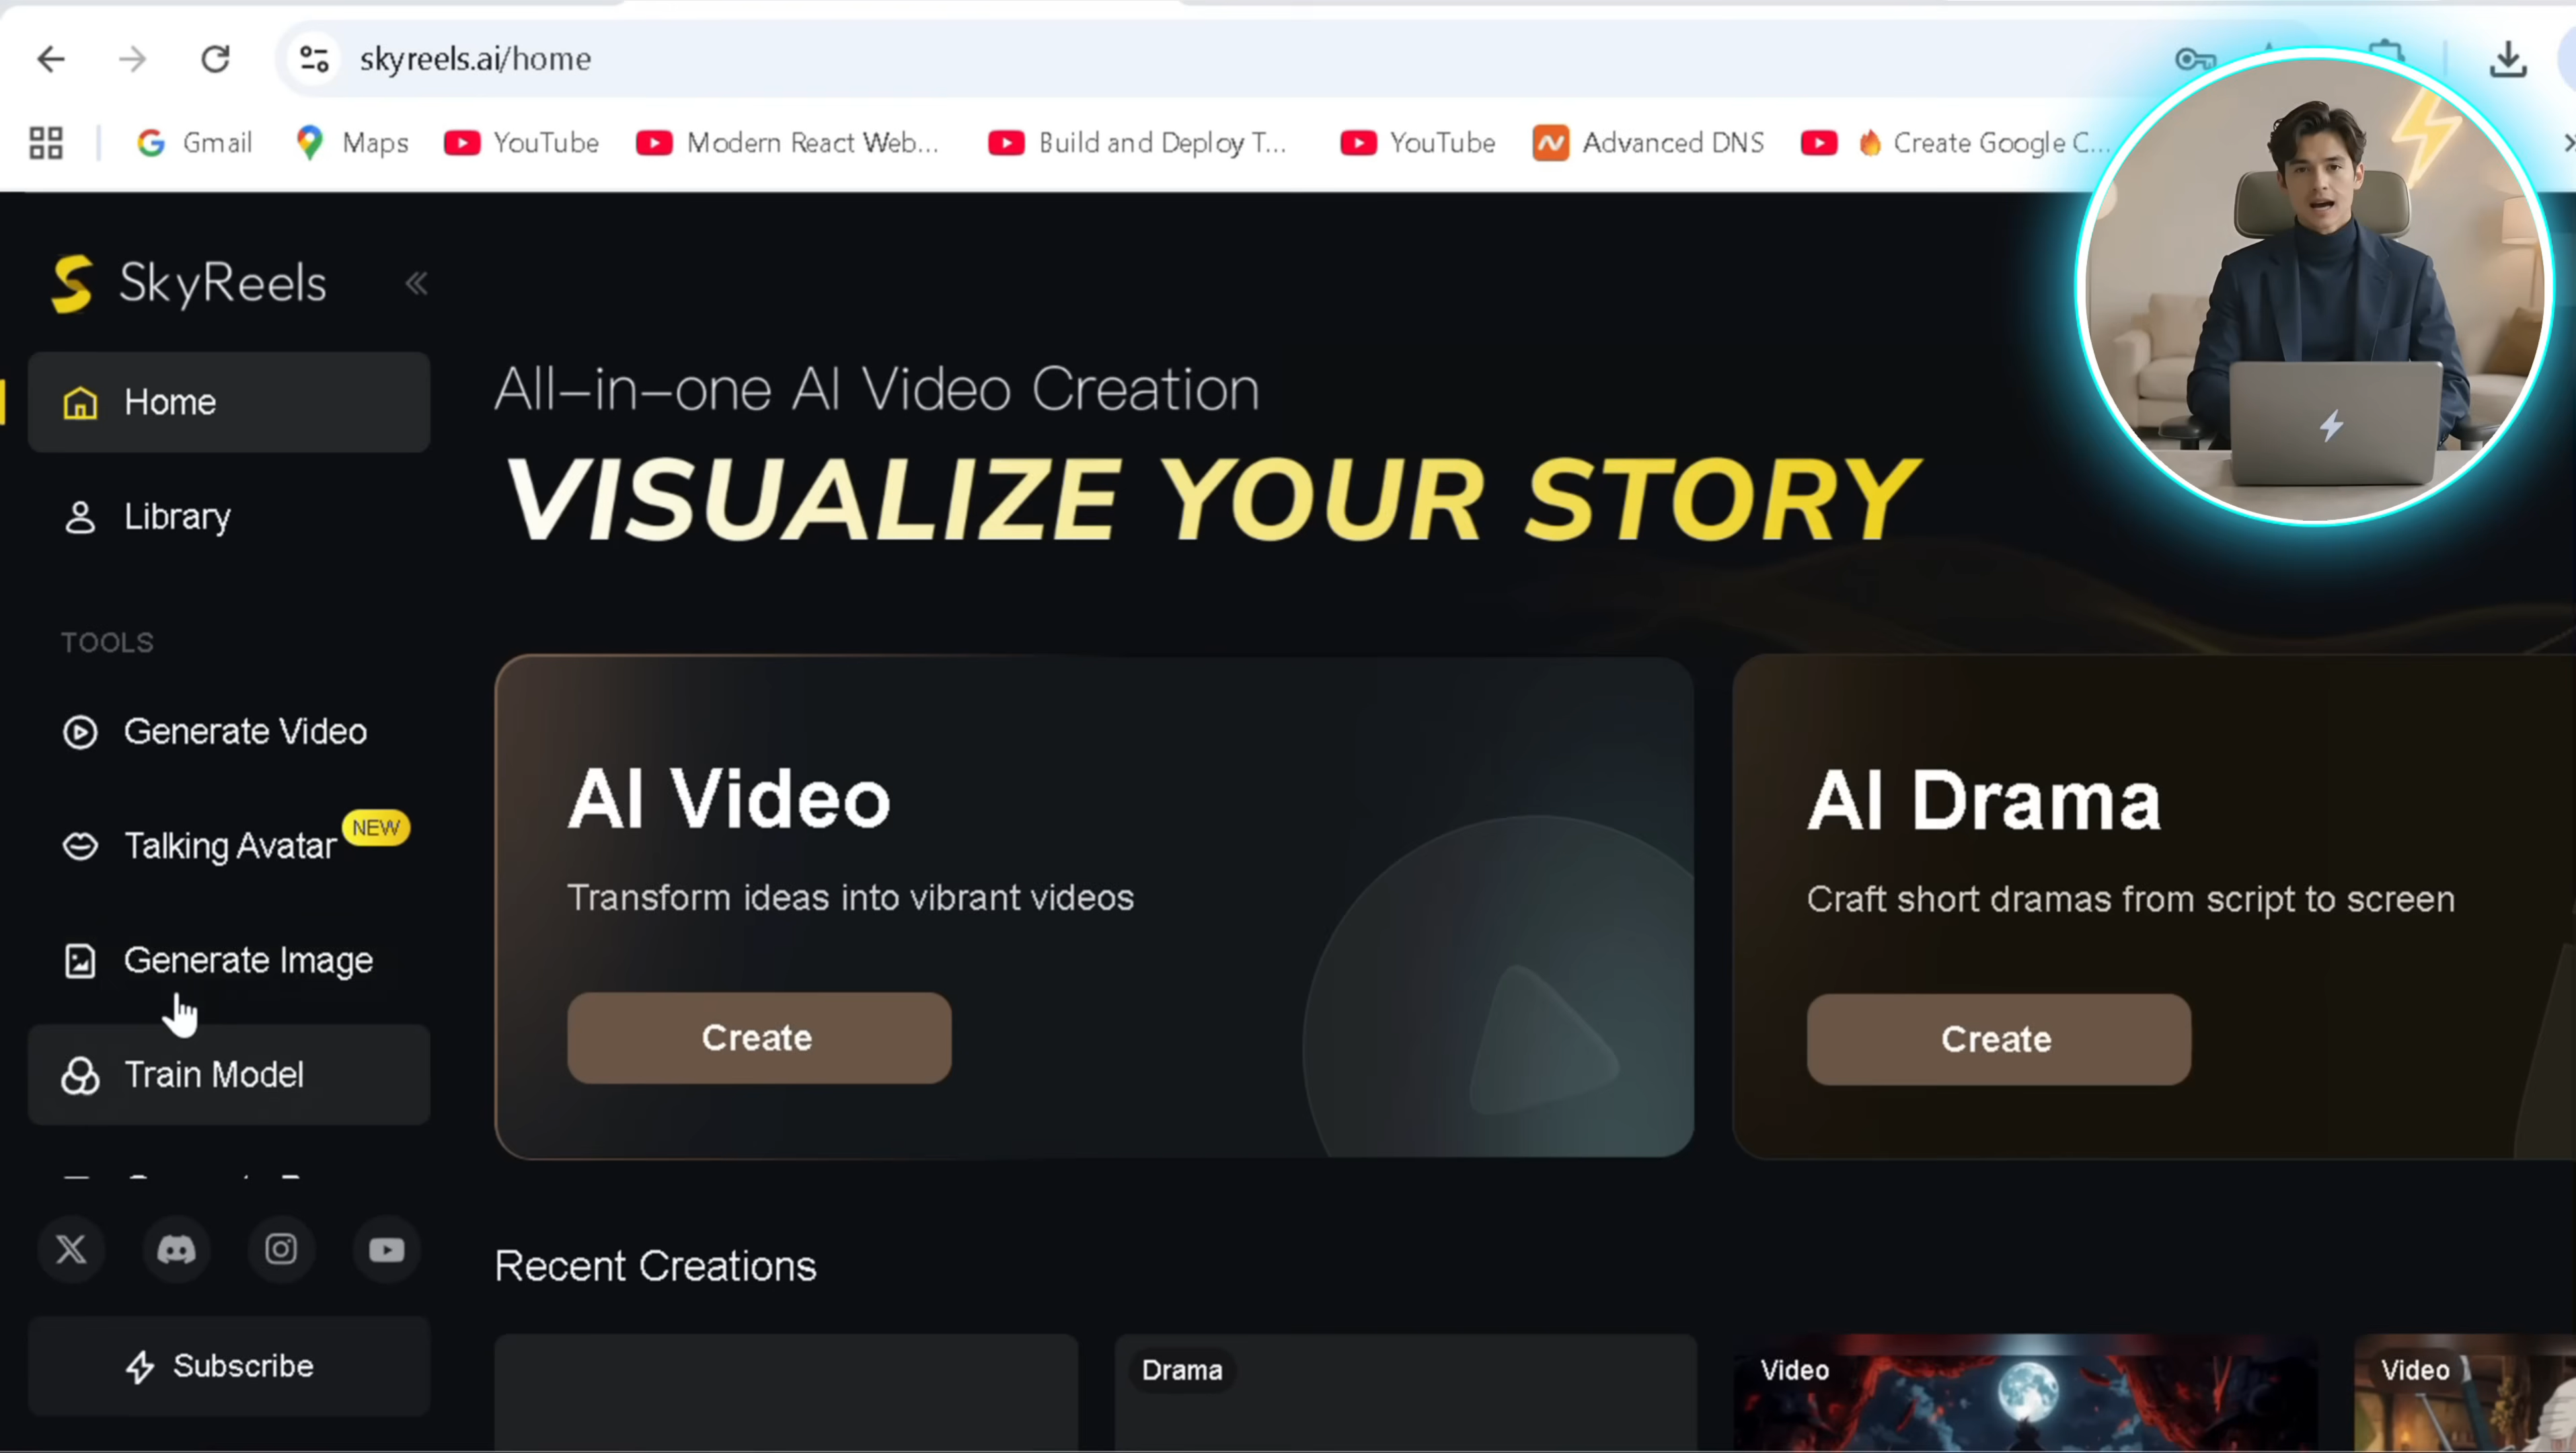 skyreels.ai/home
Gmail Maps YouTube Modern React Web... Build and Deploy T... YouTube Advanced DNS Create Google C...
SkyReels
Home
Library
TOOLS
Generate Video
Talking Avatar NEW
Generate Image
Train Model
Subscribe
All-in-one AI Video Creation
VISUALIZE YOUR STORY
AI Video
Transform ideas into vibrant videos
Create
AI Drama
Craft short dramas from script to screen
Create
Recent Creations
Drama
Video
Video